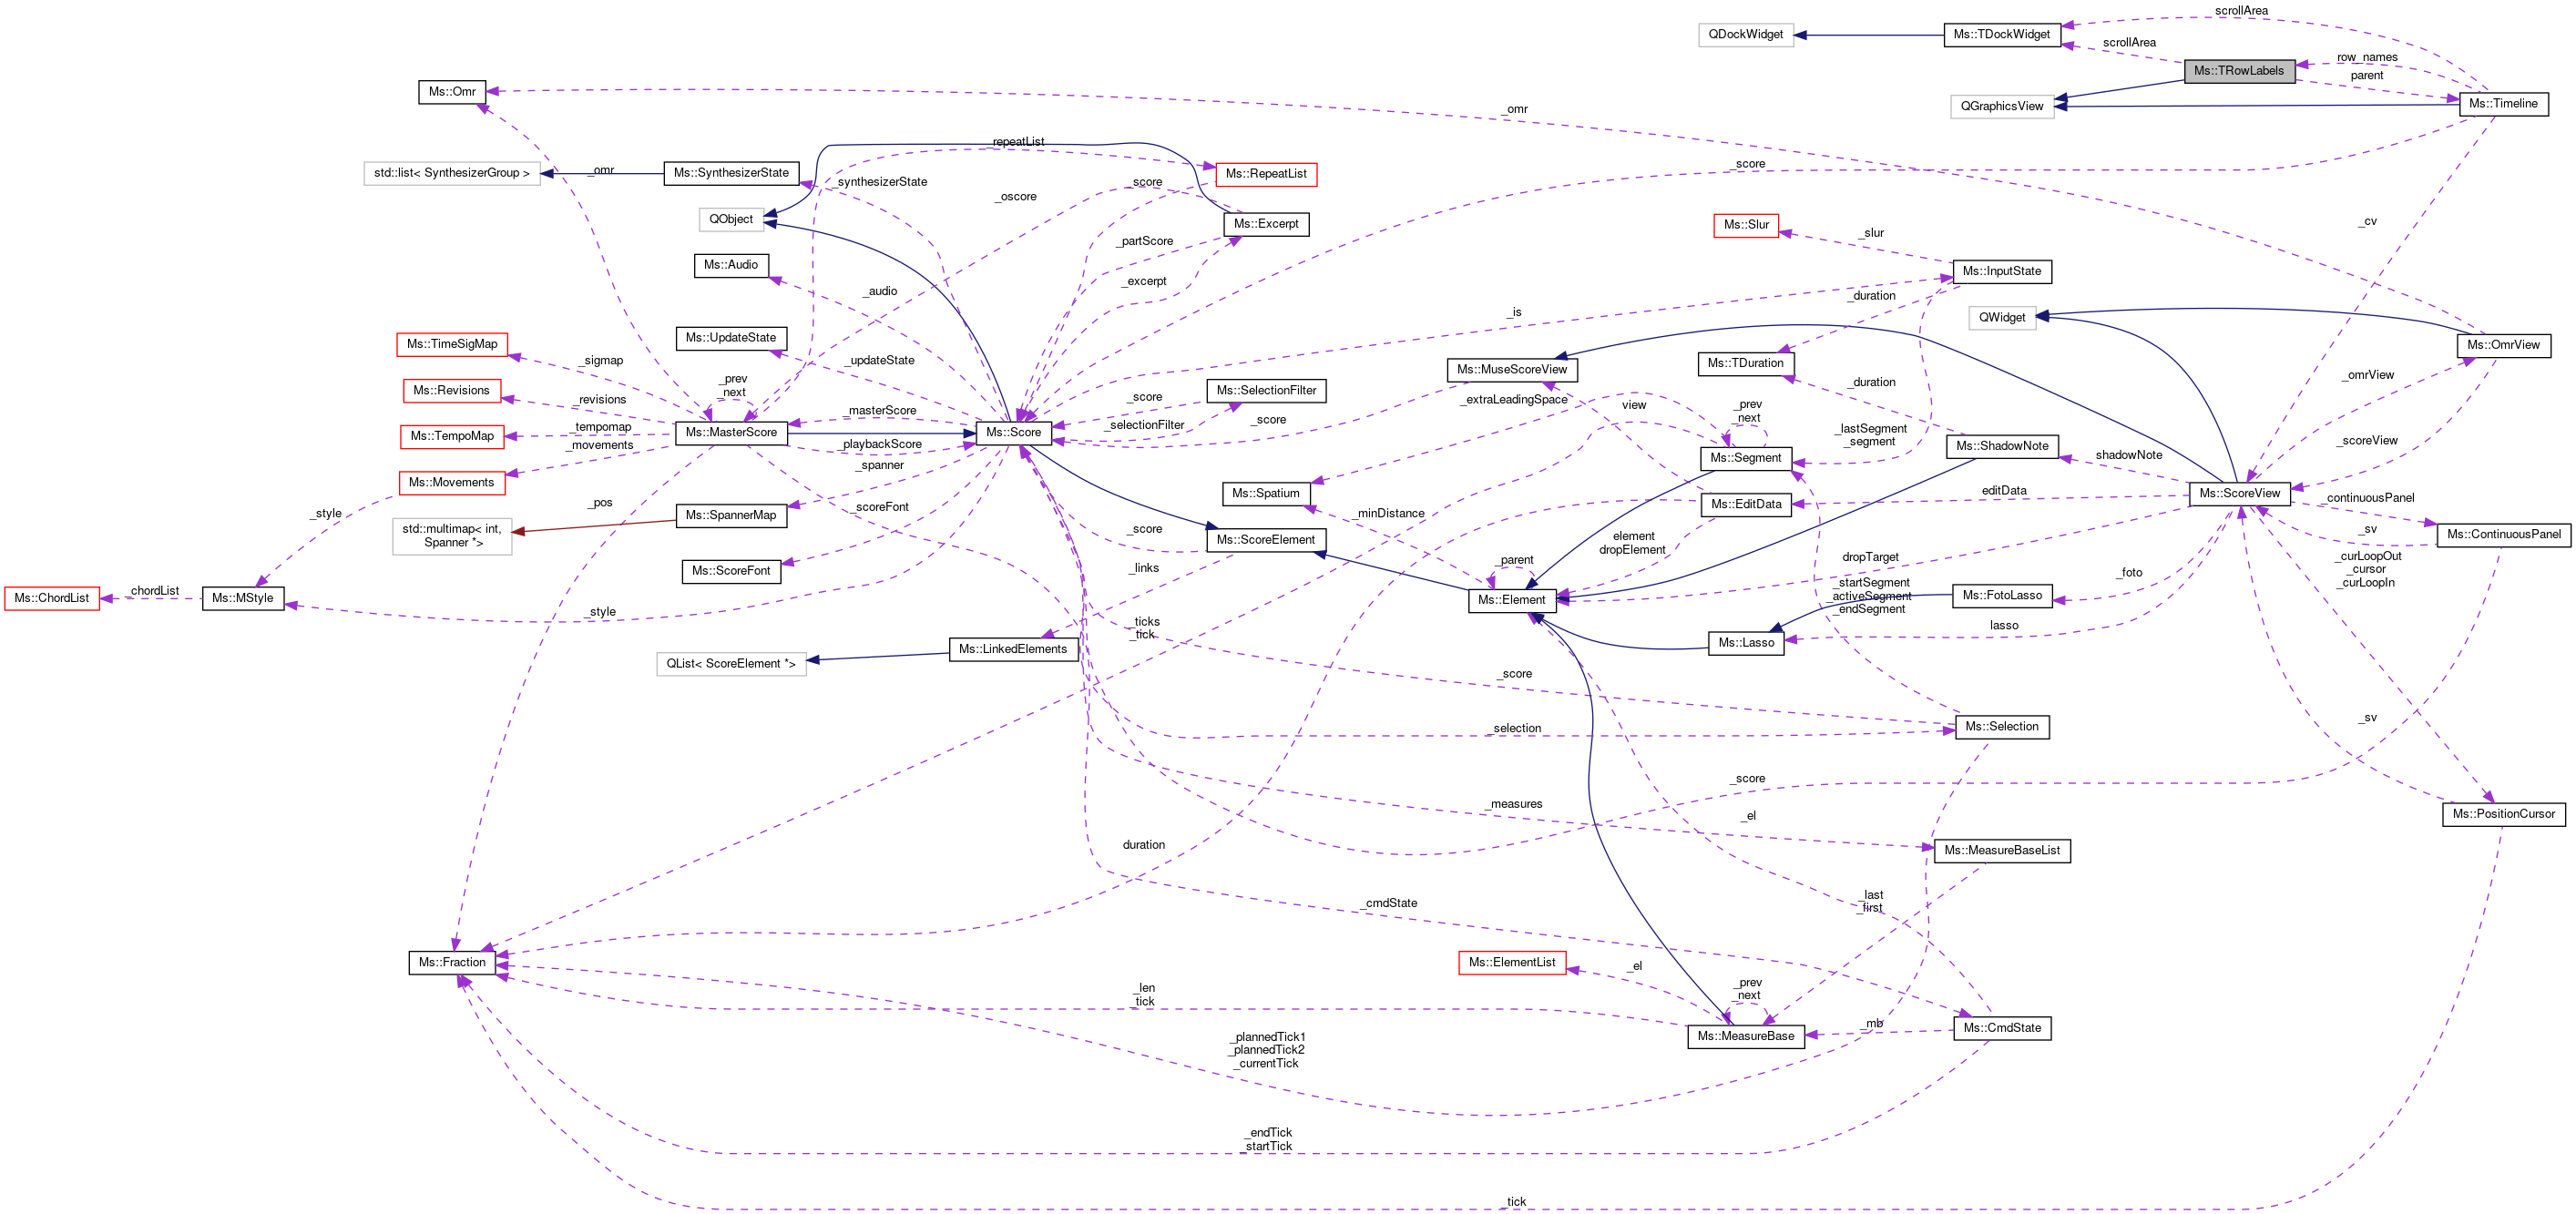 scrollArea
QDockWidget
Ms::TDockWidget
scrollArea
row_names
Ms::TRowLabels
parent
Ms::Omr
QGraphicsView
Ms::Timeline
_omr
_repeatList
_score
std::list< SynthesizerGroup >
_omr
Ms::SynthesizerState
_synthesizerState
_score
Ms::RepeatList
_oscore
QObject
Ms::Excerpt
Ms::Slur
_slur
_cv
_partScore
Ms::Audio
_audio
_excerpt
Ms::InputState
_duration
_is
QWidget
Ms::UpdateState
Ms::TimeSigMap
_sigmap
_updateState
Ms::OmrView
Ms::MuseScoreView
Ms::TDuration
_omrView
_prev
_next
Ms::Revisions
_revisions
Ms::SelectionFilter
_score
_extraLeadingSpace
view
_duration
_prev
_next
_masterScore
_tempomap
Ms::TempoMap
Ms::MasterScore
Ms::Score
_selectionFilter
_score
_lastSegment
_segment
_scoreView
_movements
_playbackScore
Ms::ShadowNote
_spanner
Ms::Segment
shadowNote
Ms::Movements
Ms::Spatium
editData
Ms::ScoreView
_continuousPanel
_style
_pos
_scoreFont
Ms::SpannerMap
_minDistance
Ms::EditData
std::multimap< int,
Spanner *>
_score
Ms::ScoreElement
element
dropElement
_sv
Ms::ContinuousPanel
Ms::ScoreFont
_links
_parent
dropTarget
_curLoopOut
_cursor
_curLoopIn
_foto
Ms::ChordList
_chordList
Ms::MStyle
_style
Ms::Element
_startSegment
_activeSegment
_endSegment
Ms::FotoLasso
_ticks
_tick
lasso
Ms::LinkedElements
Ms::Lasso
QList< ScoreElement *>
_score
_selection
Ms::Selection
_sv
_score
_measures
_el
Ms::PositionCursor
duration
Ms::MeasureBaseList
_cmdState
_last
_first
Ms::Fraction
Ms::ElementList
_el
_len
_tick
_prev
_next
_plannedTick1
_plannedTick2
_currentTick
Ms::MeasureBase
_mb
Ms::CmdState
_endTick
_startTick
_tick